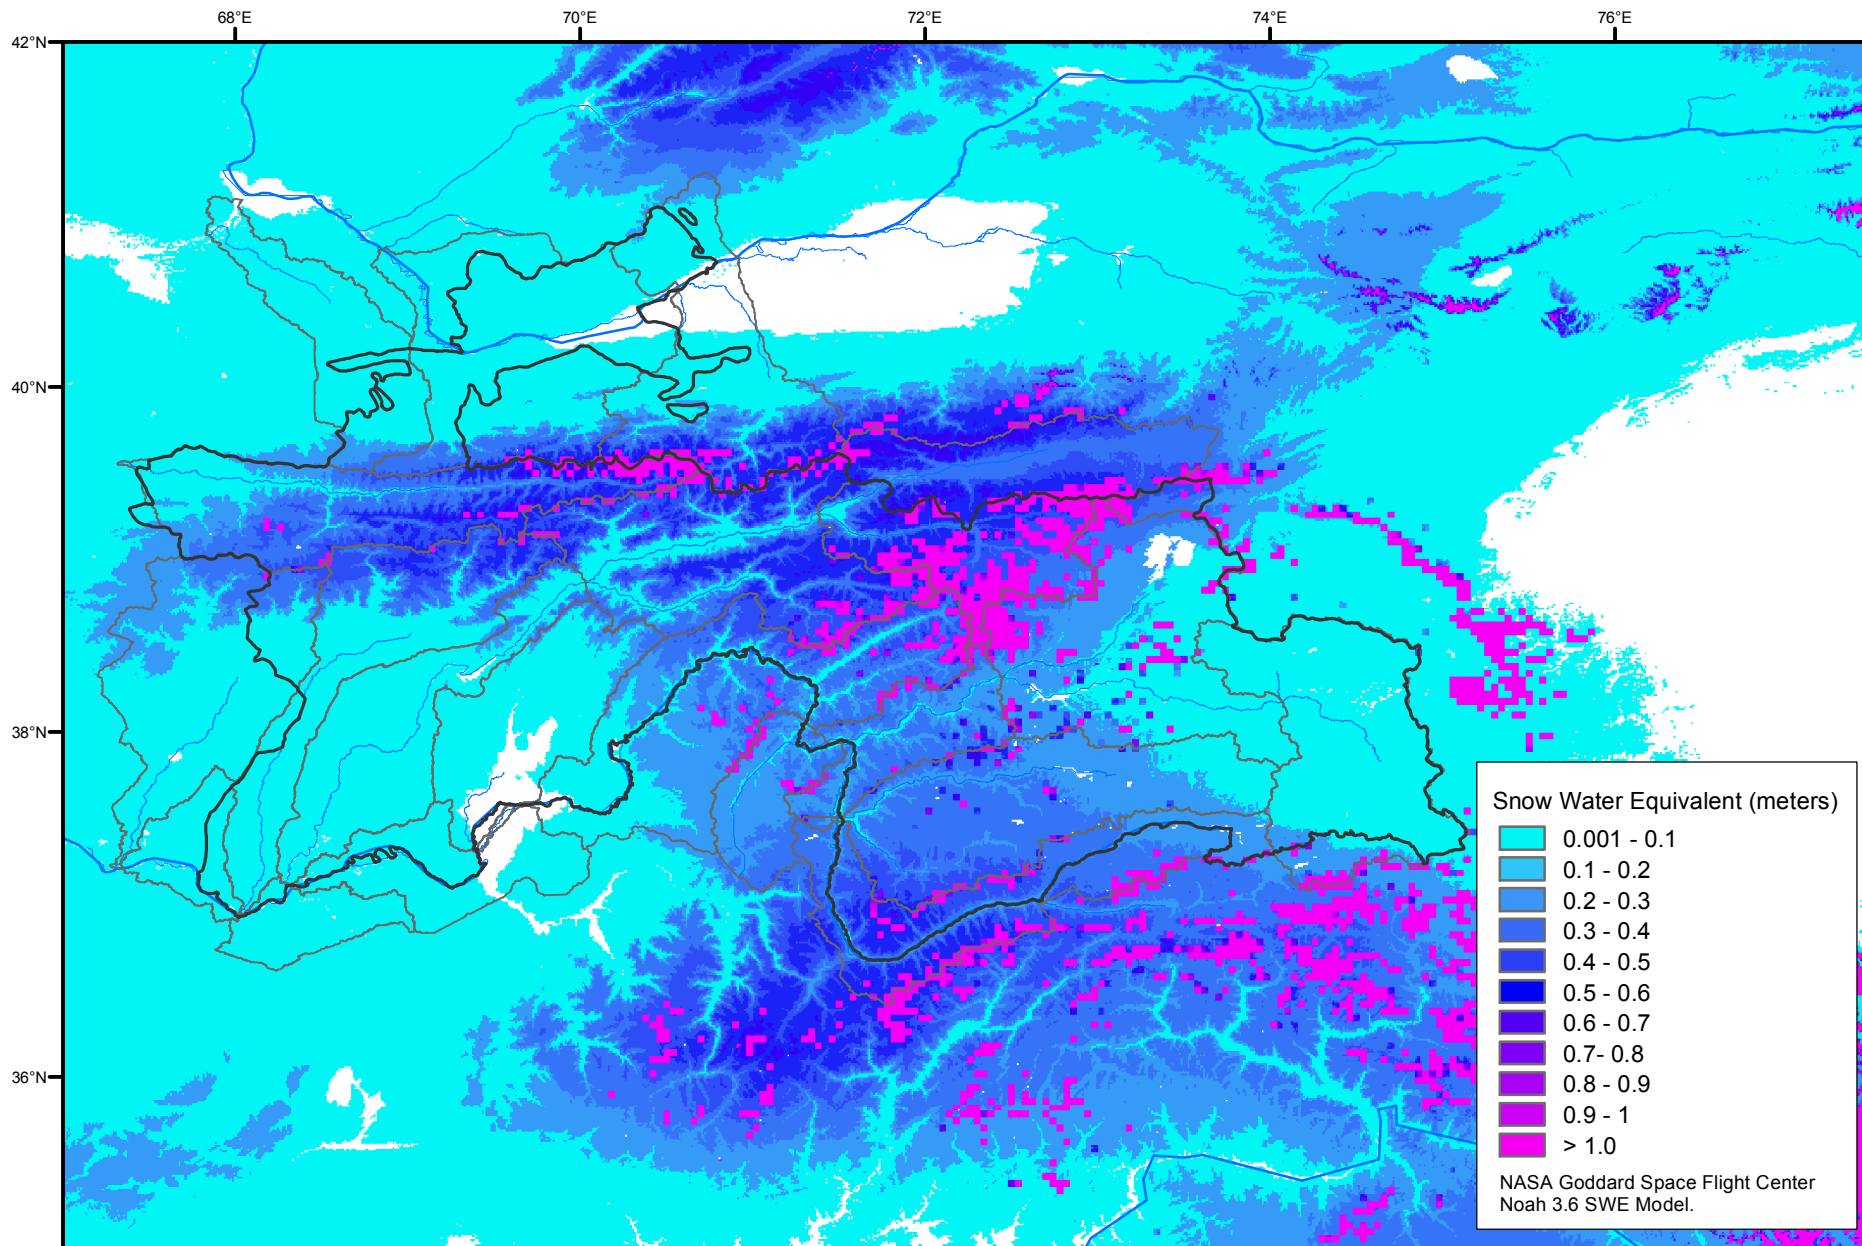 68°E
70°E
72°E
74°E
76°E
42°N
40°N
38°N
36°N
Snow Water Equivalent (meters)
0.001 - 0.1
0.1 - 0.2
0.2 - 0.3
0.3 - 0.4
0.4 - 0.5
0.5 - 0.6
0.6 - 0.7
0.7- 0.8
0.8 - 0.9
0.9 - 1
> 1.0
NASA Goddard Space Flight Center
Noah 3.6 SWE Model.